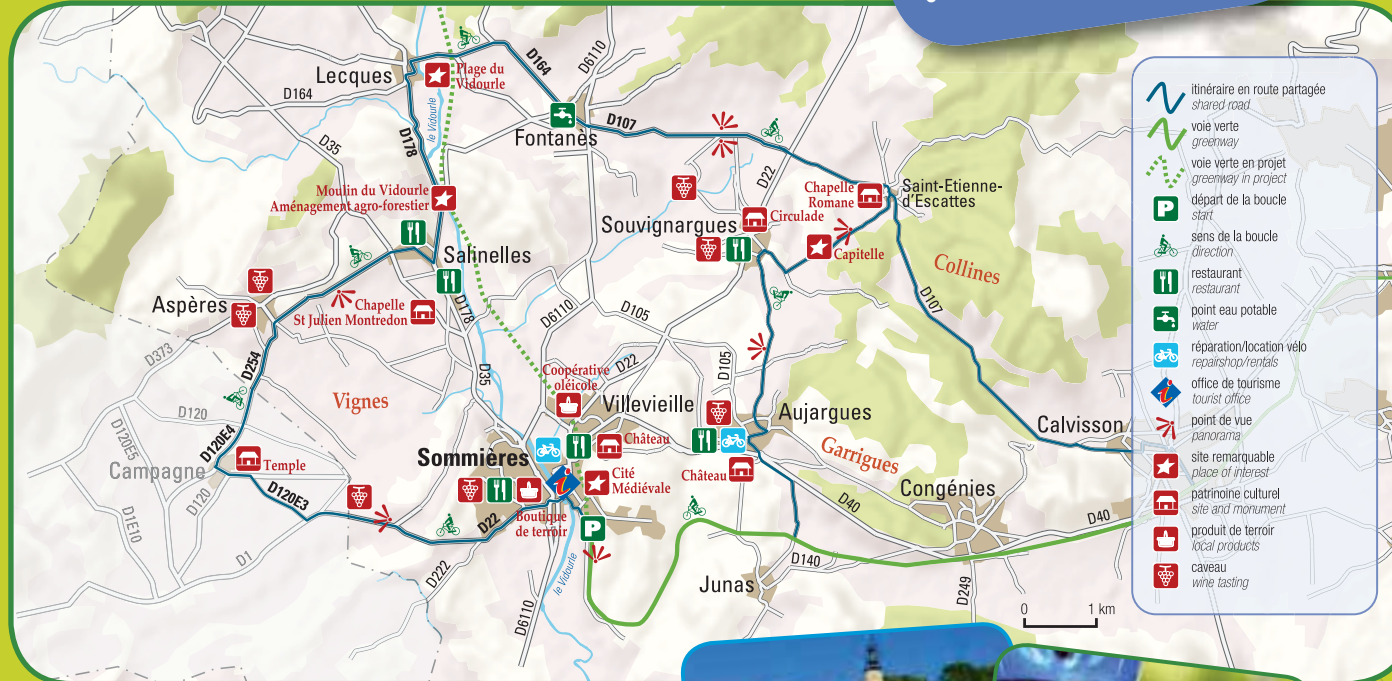 Lecques
Plage du
Vidourle
D164
D6110
D164
le Vidourle
Fontanès
D107
D178
D35
D22
Moulin du Vidourle
Aménagement agro-forestier
Chapelle
Romane
Saint-Etienne-
d'Escattes
Souvignargues
Circulade
Capitelle
Salinelles
Collines
Aspères
Chapelle
St Julien Montredon
D178
D6110
D105
D107
D373
D254
D35
D22
D105
Coopérative
oléicole
Vignes
Villevieille
Aujargues
Calvisson
D120
D120E5
D120E4
Château
Garrigues
Sommières
Campagne
Temple
Cité
Médiévale
Château
Congénies
D120
D120E3
D22
Boutique
de terroir
P
D40
D40
D1E10
D1
D222
le Vidourle
D6110
D140
Junas
D249
0 1 km
itinéraire en route partagée
shared road
voie verte
greenway
voie verte en projet
greenway in project
P
départ de la boucle
start
sens de la boucle
direction
restaurant
restaurant
point eau potable
water
réparation/location vélo
repairshop/rentals
i
office de tourisme
tourist office
point de vue
panorama
site remarquable
place of interest
patrinoine culturel
site and monument
produit de terroir
local products
caveau
wine tasting